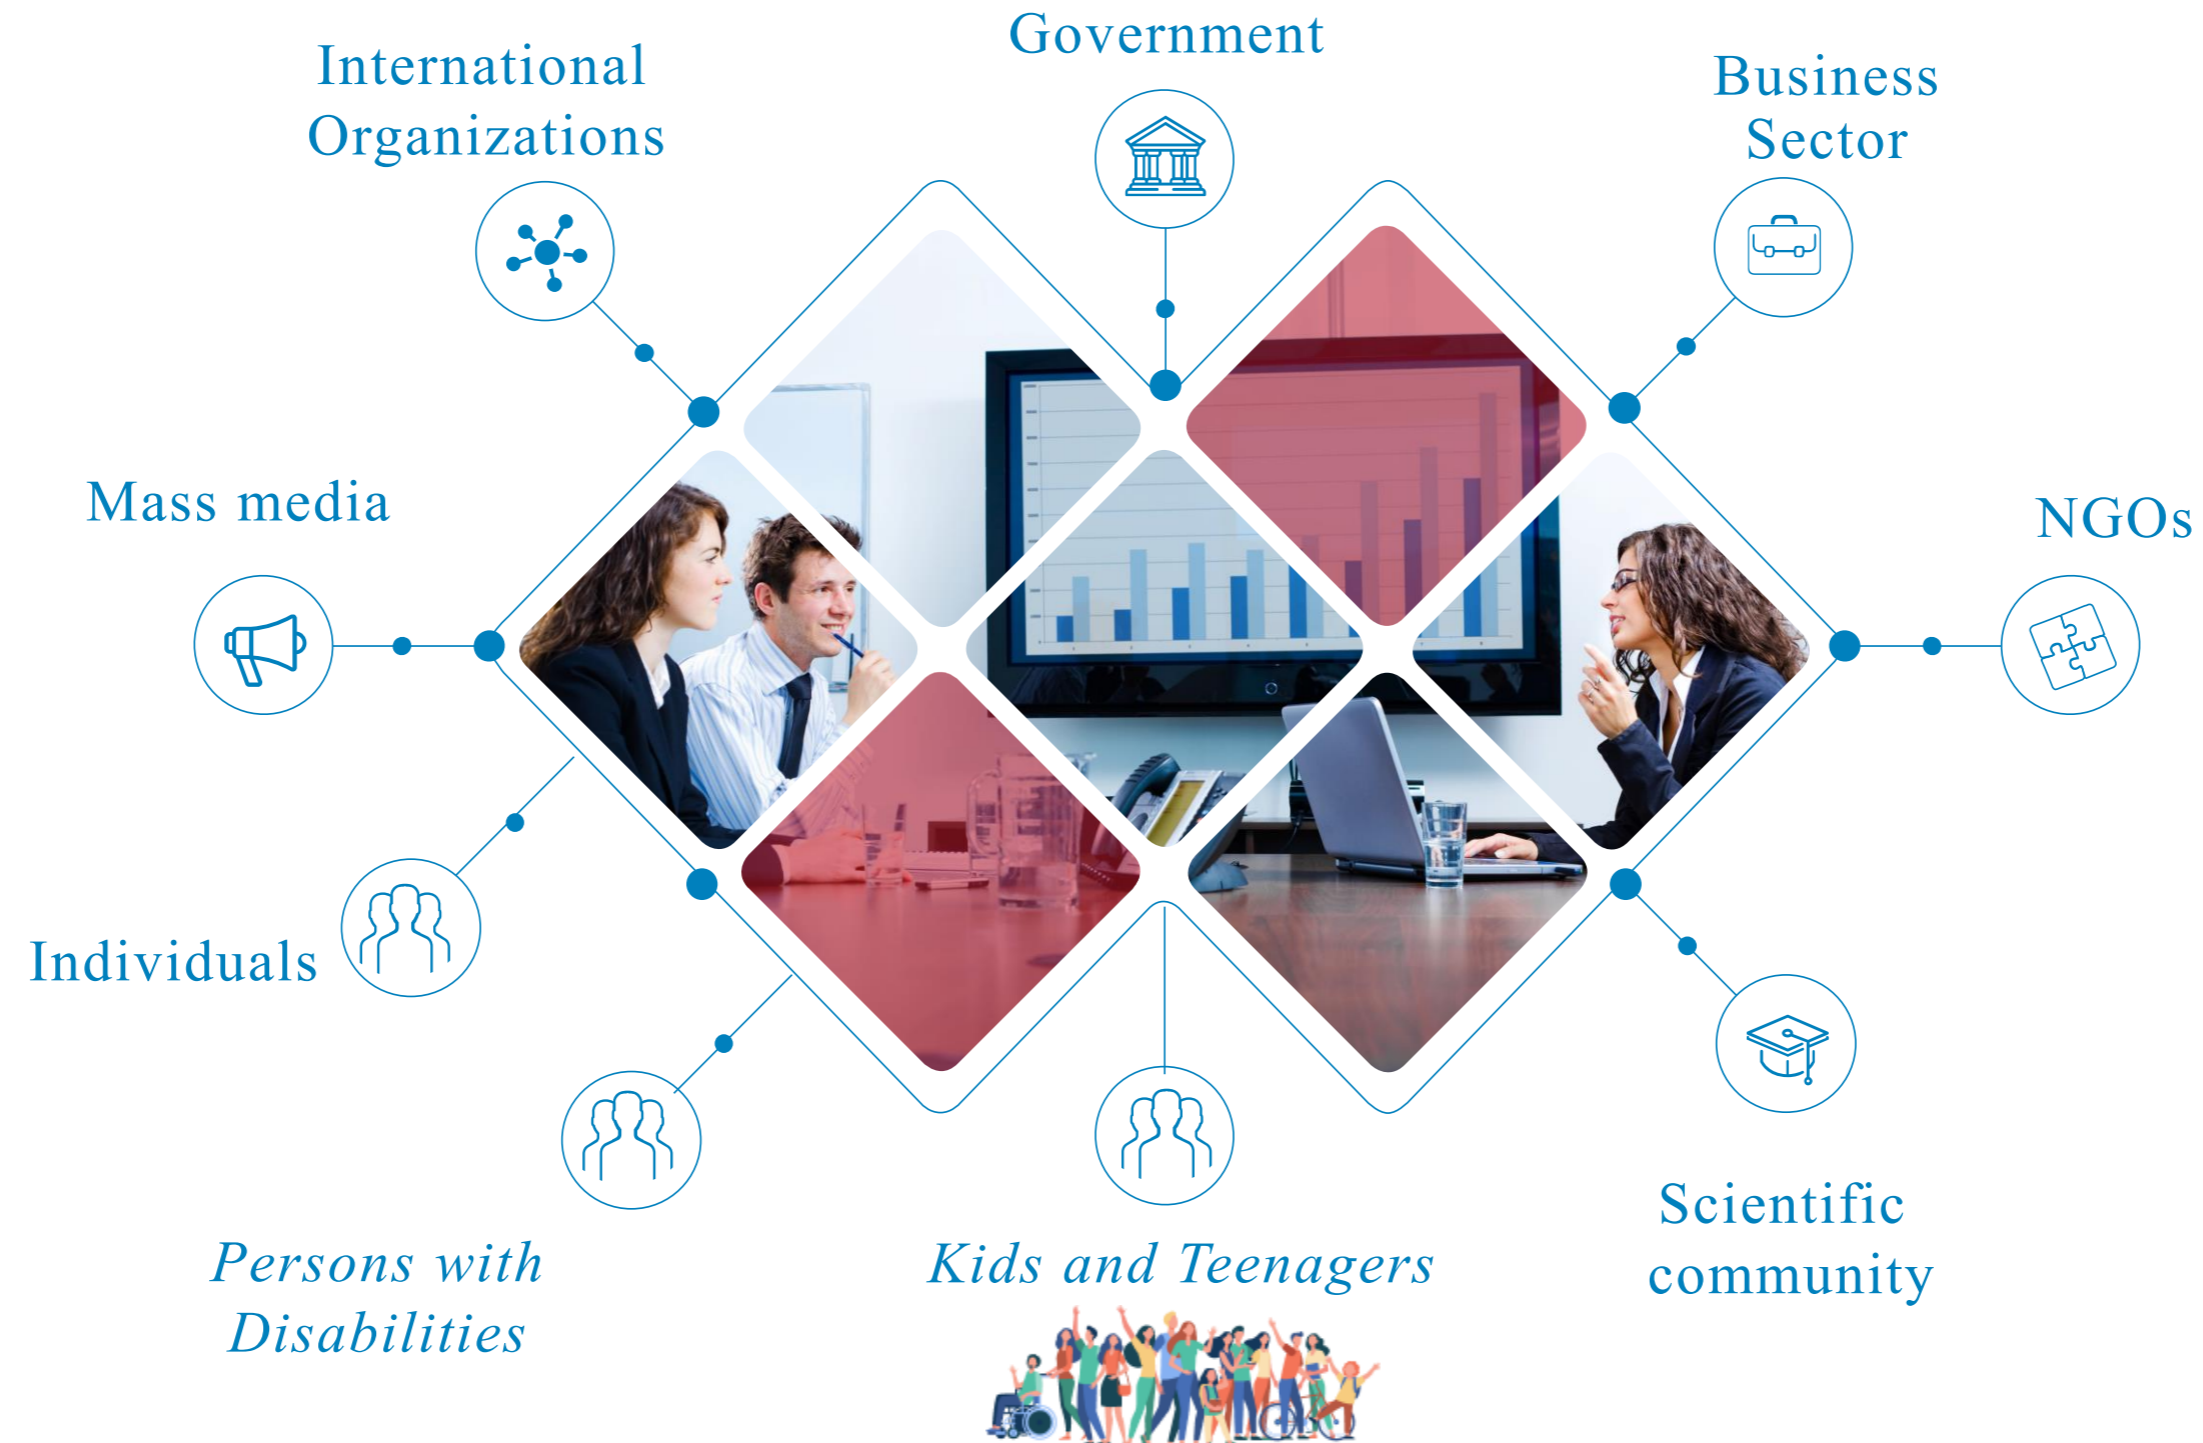 Government
International
Organizations
Business
Sector
Mass media
NGOs
Individuals
Scientific
community
Persons with
Disabilities
Kids and Teenagers